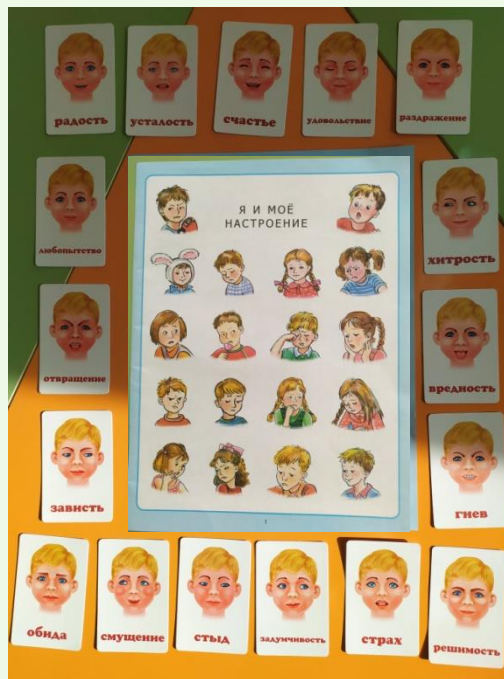 радость
усталость
счастье
удовольствие
раздражение
Я И МОЁ
НАСТРОЕНИЕ
любопытство
хитрость
отвращение
вредность
зависть
гнев
1
обида
смущение
стыд
задумчивость
страх
решимость